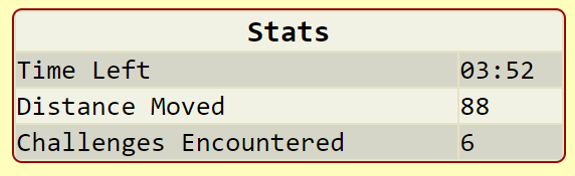 Stats
Time Left 03:52
Distance Moved 88
Challenges Encountered 6